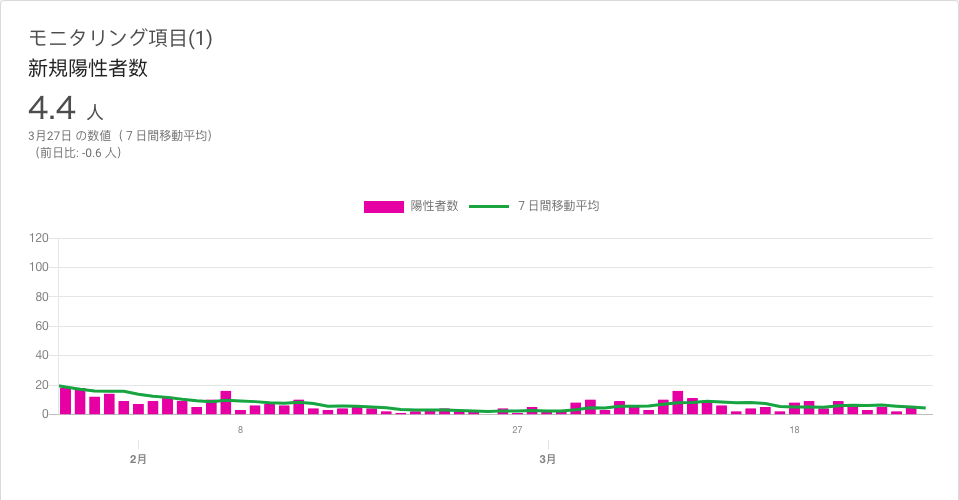 モニタリング項目(1)
新規陽性者数
4.4 人
3月27日 の数値（７日間移動平均）
（前日比: -0.6 人）
陽性者数 ７日間移動平均
120
100
80
60
40
20
0
8 27 18
2月 3月